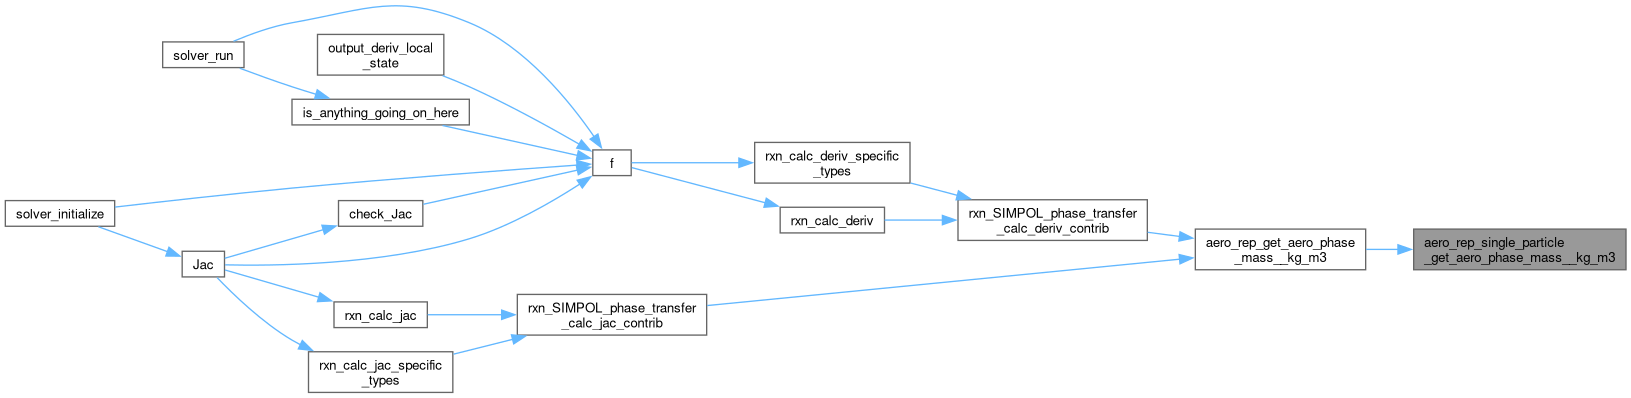 solver_run
output_deriv_local
_state
is_anything_going_on_here
f
rxn_calc_deriv_specific
_types
solver_initialize
check_Jac
rxn_calc_deriv
rxn_SIMPOL_phase_transfer
_calc_deriv_contrib
aero_rep_get_aero_phase
_mass__kg_m3
aero_rep_single_particle
_get_aero_phase_mass__kg_m3
Jac
rxn_calc_jac
rxn_SIMPOL_phase_transfer
_calc_jac_contrib
rxn_calc_jac_specific
_types